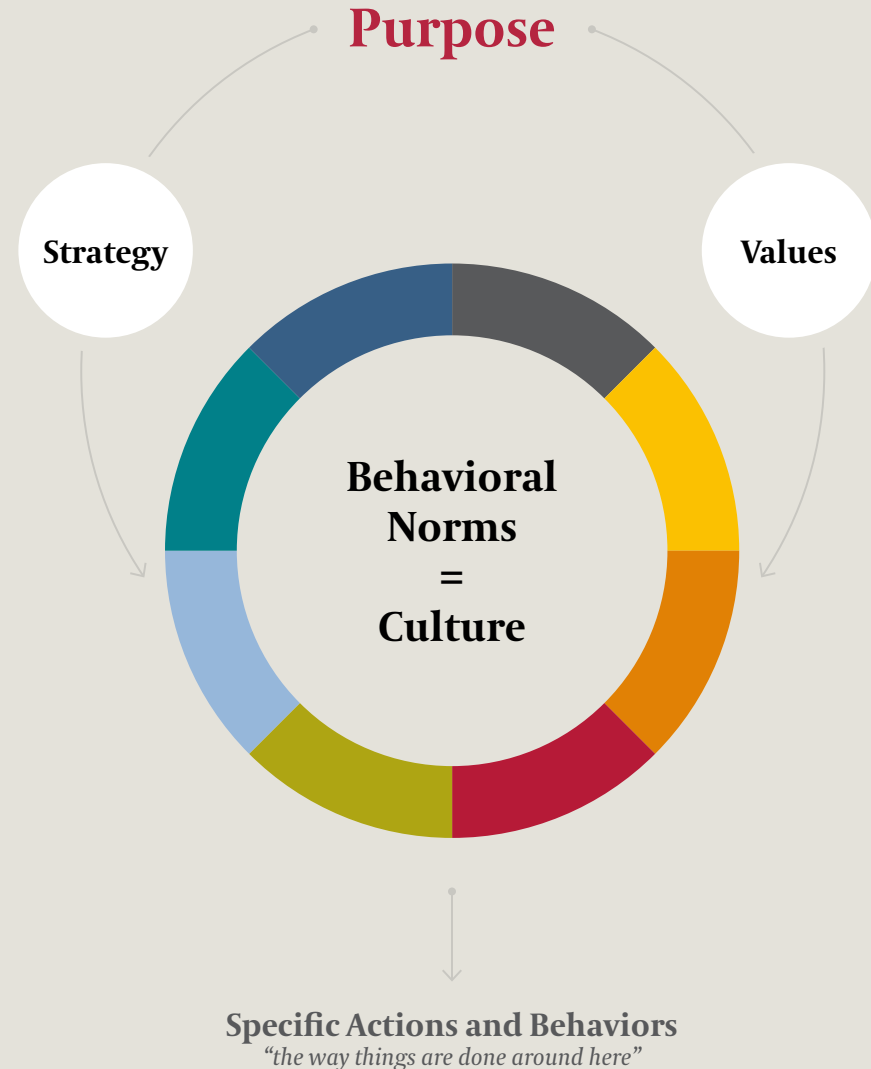 Purpose
Strategy
Values
Behavioral
Norms
=
Culture
Specific Actions and Behaviors
“the way things are done around here”